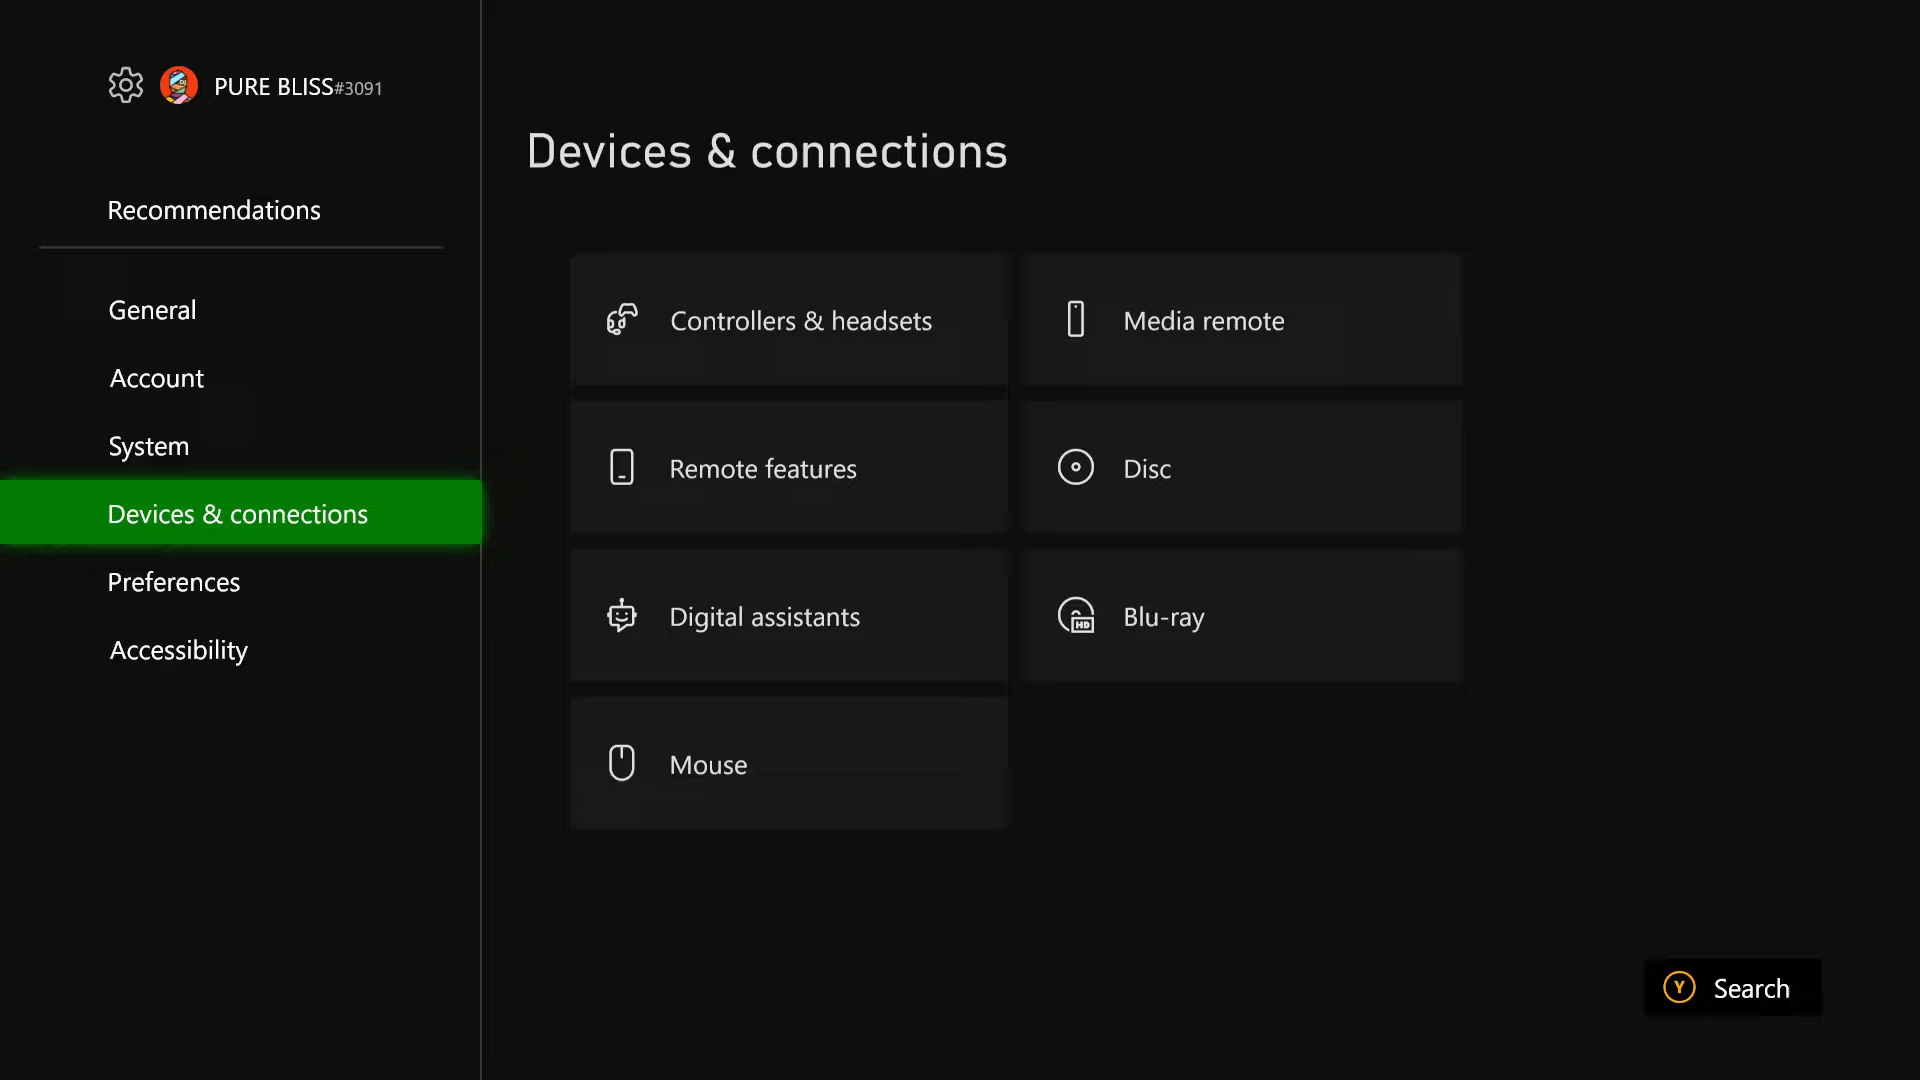 PURE BLISS#3091
Recommendations
General
Account
System
Devices & connections
Preferences
Accessibility
Devices & connections
Controllers & headsets
Media remote
Remote features
Disc
Digital assistants
HD
Blu-ray
Mouse
Y Search